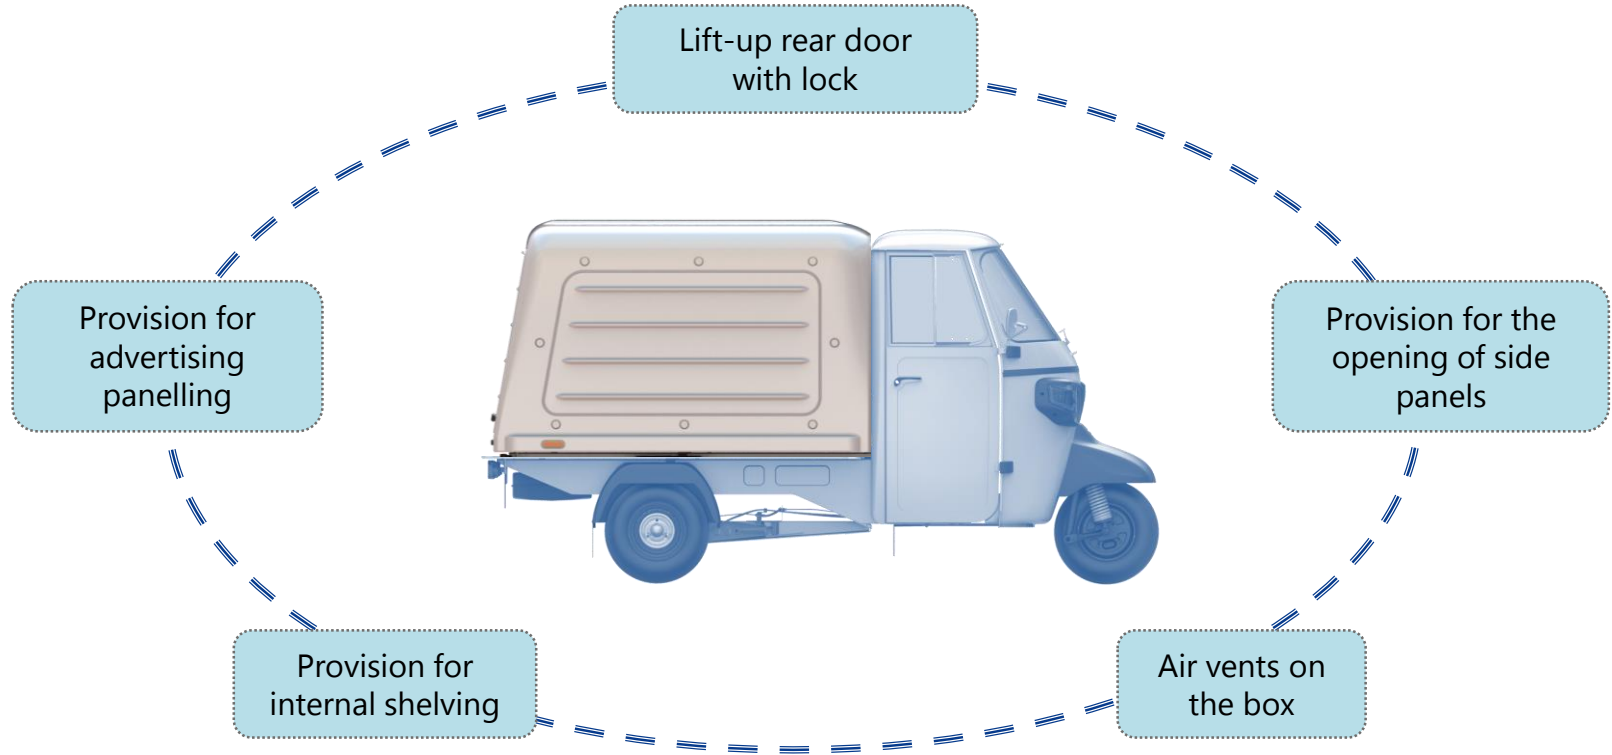 Lift-up rear door
with lock
Provision for
advertising
panelling
Provision for the
opening of side
panels
Provision for
internal shelving
Air vents on
the box